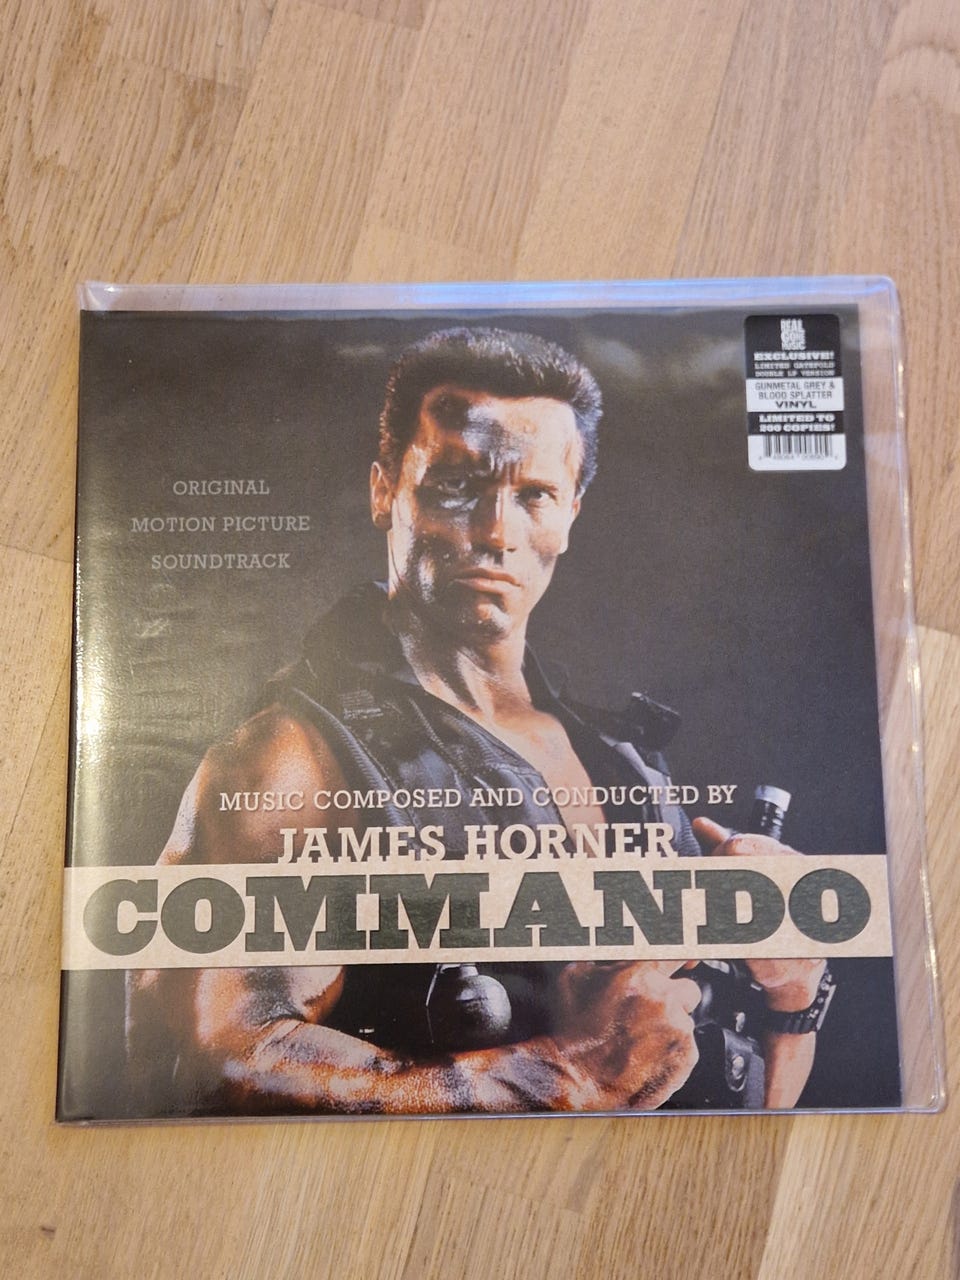 REAL
GONE
MUSIC
EXCLUSIVE!
LIMITED GATEFOLD
DOUBLE LP VERSION
GUNMETAL GREY &
BLOOD SPLATTER
VINYL
LIMITED TO
200 COPIES!
ORIGINAL
MOTION PICTURE
SOUNDTRACK
MUSIC COMPOSED AND CONDUCTED BY
JAMES HORNER
COMMANDO